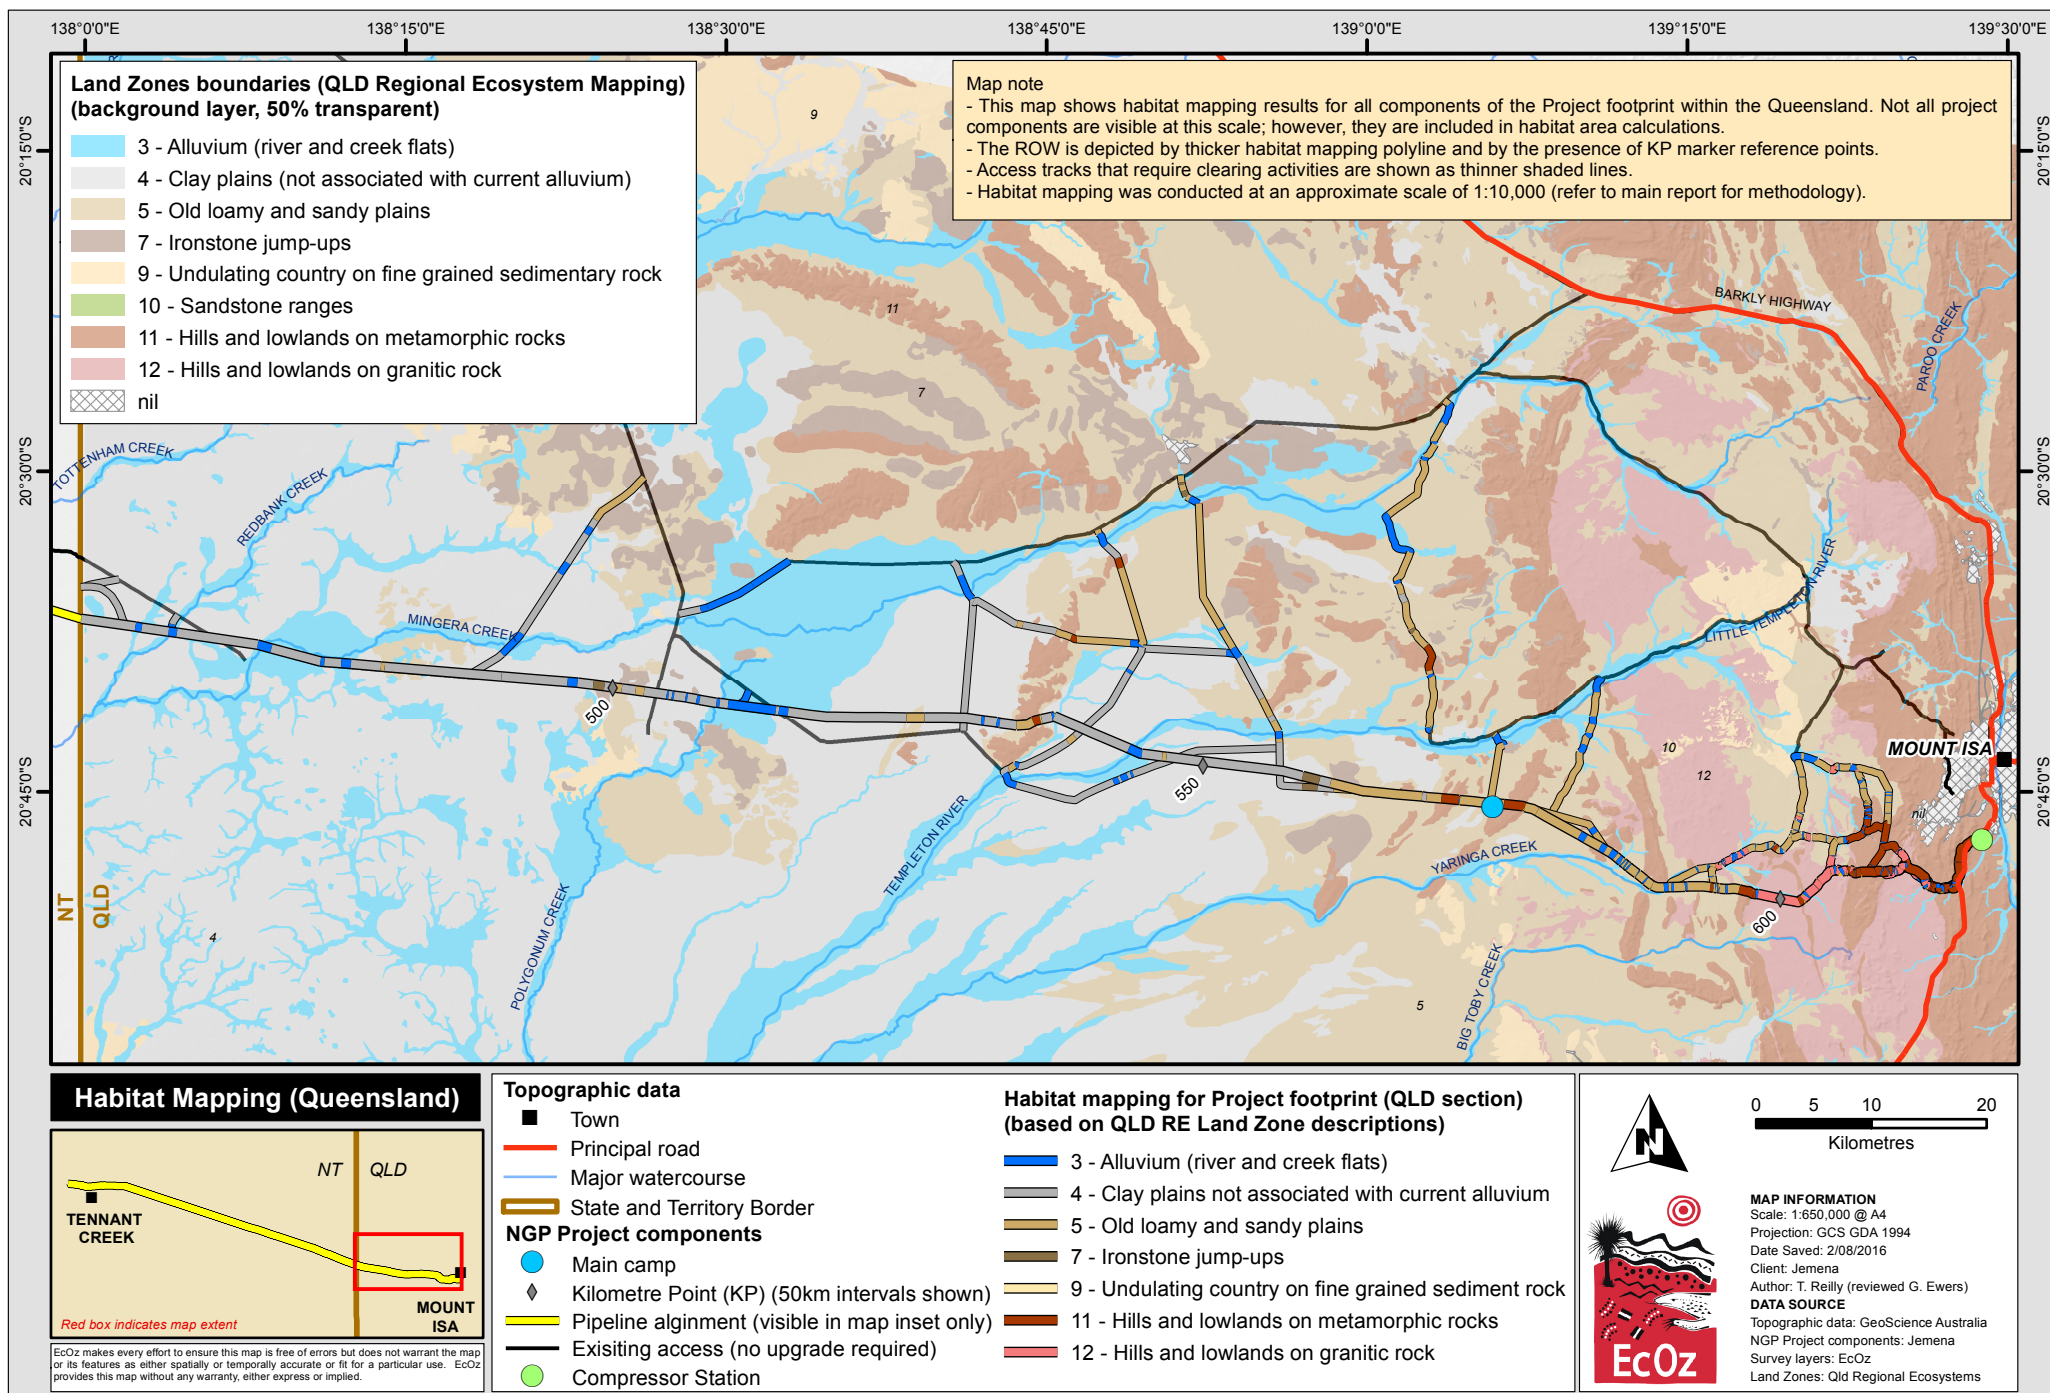 138°0'0"E 138°15'0"E 138°30'0"E 138°45'0"E 139°0'0"E 139°15'0"E 139°30'0"E
20°15'0"S
20°30'0"S
20°45'0"S
20°15'0"S
20°30'0"S
20°45'0"S
Land Zones boundaries (QLD Regional Ecosystem Mapping)
(background layer, 50% transparent)
3 - Alluvium (river and creek flats)
4 - Clay plains (not associated with current alluvium)
5 - Old loamy and sandy plains
7 - Ironstone jump-ups
9 - Undulating country on fine grained sedimentary rock
10 - Sandstone ranges
11 - Hills and lowlands on metamorphic rocks
12 - Hills and lowlands on granitic rock
nil
Map note
- This map shows habitat mapping results for all components of the Project footprint within the Queensland. Not all project
components are visible at this scale; however, they are included in habitat area calculations.
- The ROW is depicted by thicker habitat mapping polyline and by the presence of KP marker reference points.
- Access tracks that require clearing activities are shown as thinner shaded lines.
- Habitat mapping was conducted at an approximate scale of 1:10,000 (refer to main report for methodology).
9
11
7
BARKLY HIGHWAY
PAROO CREEK
TOTTENHAM CREEK
REDBANK CREEK
MINGERA CREEK
LITTLE TEMPLETON RIVER
500
550
600
10
12
MOUNT ISA
nil
TEMPLETON RIVER
YARINGA CREEK
POLYGONUM CREEK
BIG TOBY CREEK
NT
QLD
4
5
Habitat Mapping (Queensland)
NT QLD
TENNANT
CREEK
MOUNT
ISA
Red box indicates map extent
EcOz makes every effort to ensure this map is free of errors but does not warrant the map
or its features as either spatially or temporally accurate or fit for a particular use. EcOz
provides this map without any warranty, either express or implied.
Topographic data
Town
Principal road
Major watercourse
State and Territory Border
NGP Project components
Main camp
Kilometre Point (KP) (50km intervals shown)
Pipeline alginment (visible in map inset only)
Exisiting access (no upgrade required)
Compressor Station
Habitat mapping for Project footprint (QLD section)
(based on QLD RE Land Zone descriptions)
3 - Alluvium (river and creek flats)
4 - Clay plains not associated with current alluvium
5 - Old loamy and sandy plains
7 - Ironstone jump-ups
9 - Undulating country on fine grained sediment rock
11 - Hills and lowlands on metamorphic rocks
12 - Hills and lowlands on granitic rock
N
0 5 10 20
Kilometres
EcOz
MAP INFORMATION
Scale: 1:650,000 @ A4
Projection: GCS GDA 1994
Date Saved: 2/08/2016
Client: Jemena
Author: T. Reilly (reviewed G. Ewers)
DATA SOURCE
Topographic data: GeoScience Australia
NGP Project components: Jemena
Survey layers: EcOz
Land Zones: Qld Regional Ecosystems